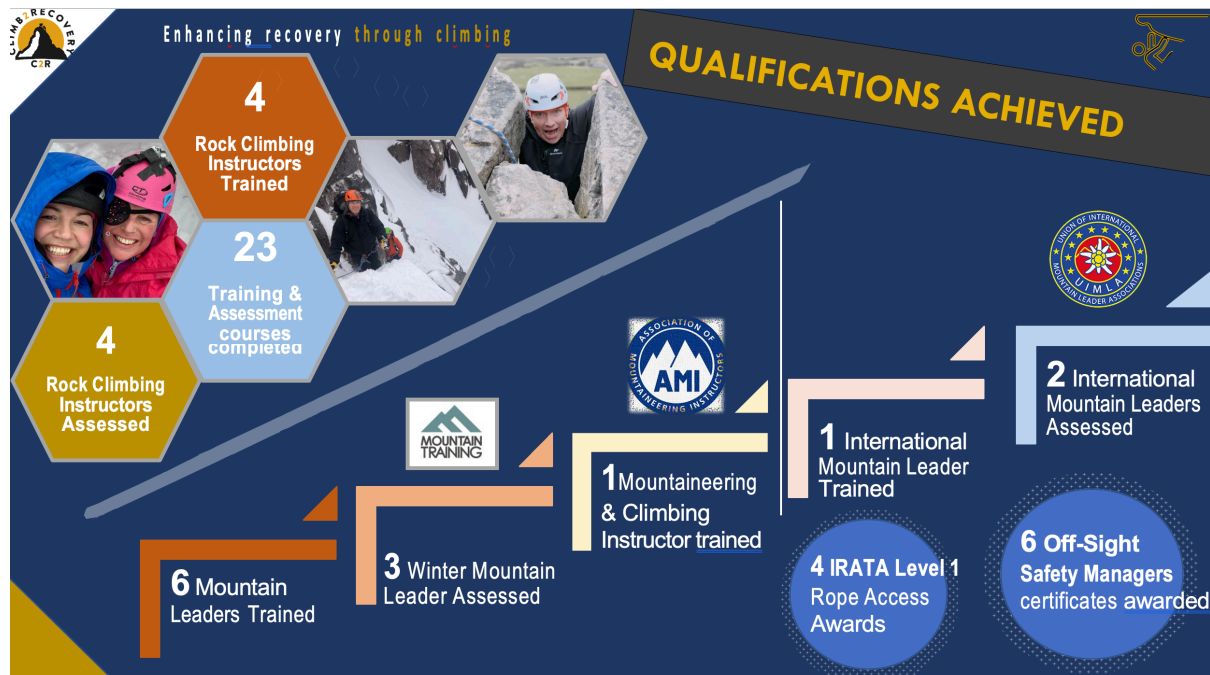 CLIMB2RECOVERY
C2R
Enhancing recovery through climbing
QUALIFICATIONS ACHIEVED
4
Rock Climbing
Instructors
Trained
23
Training &
Assessment
courses
completed
4
Rock Climbing
Instructors
Assessed
MOUNTAIN
TRAINING
ASSOCIATION OF
AMI
MOUNTAINEERING INSTRUCTORS
UNION OF INTERNATIONAL
MOUNTAIN LEADER ASSOCIATIONS
UIMLA
6 Mountain
Leaders Trained
3 Winter Mountain
Leader Assessed
1Mountaineering
& Climbing
Instructor trained
1 International
Mountain Leader
Trained
2 International
Mountain Leaders
Assessed
4 IRATA Level 1
Rope Access
Awards
6 Off-Sight
Safety Managers
certificates awarded